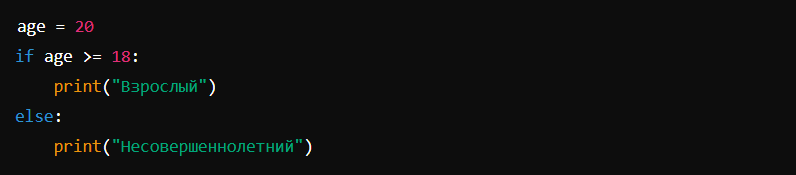 age = 20
if age >= 18:
    print("Взрослый")
else:
    print("Несовершеннолетний")